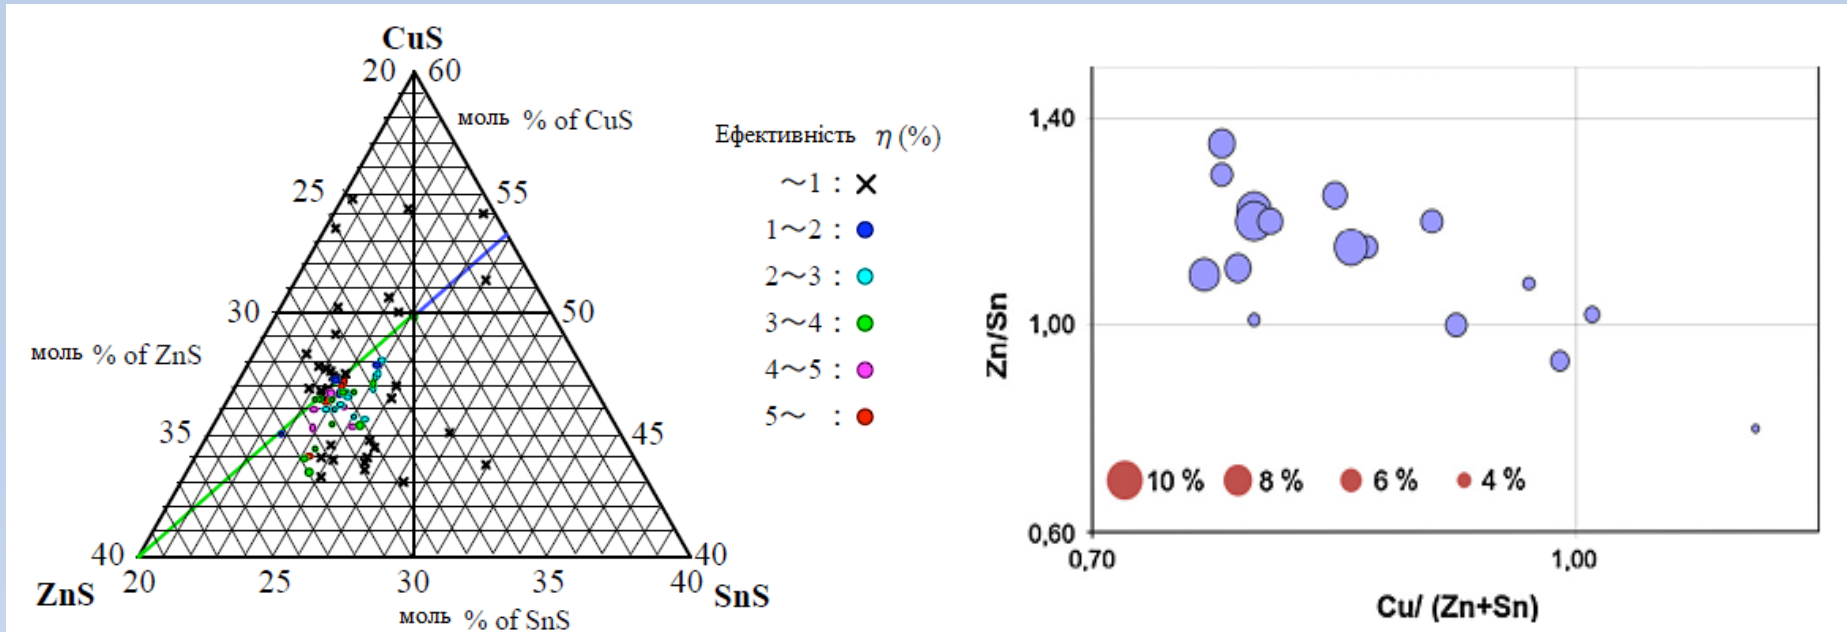 CuS
20 60
моль % of CuS
25 55
30 50
моль % of ZnS
35 45
40 40
ZnS 20 25 30 35 40 SnS
моль % of SnS
Ефективність η (%)
～1 :
1～2 :
2～3 :
3～4 :
4～5 :
5～ :
1,40
1,00
0,60
Zn/Sn
10 % 8 % 6 % 4 %
0,70 1,00
Cu/ (Zn+Sn)